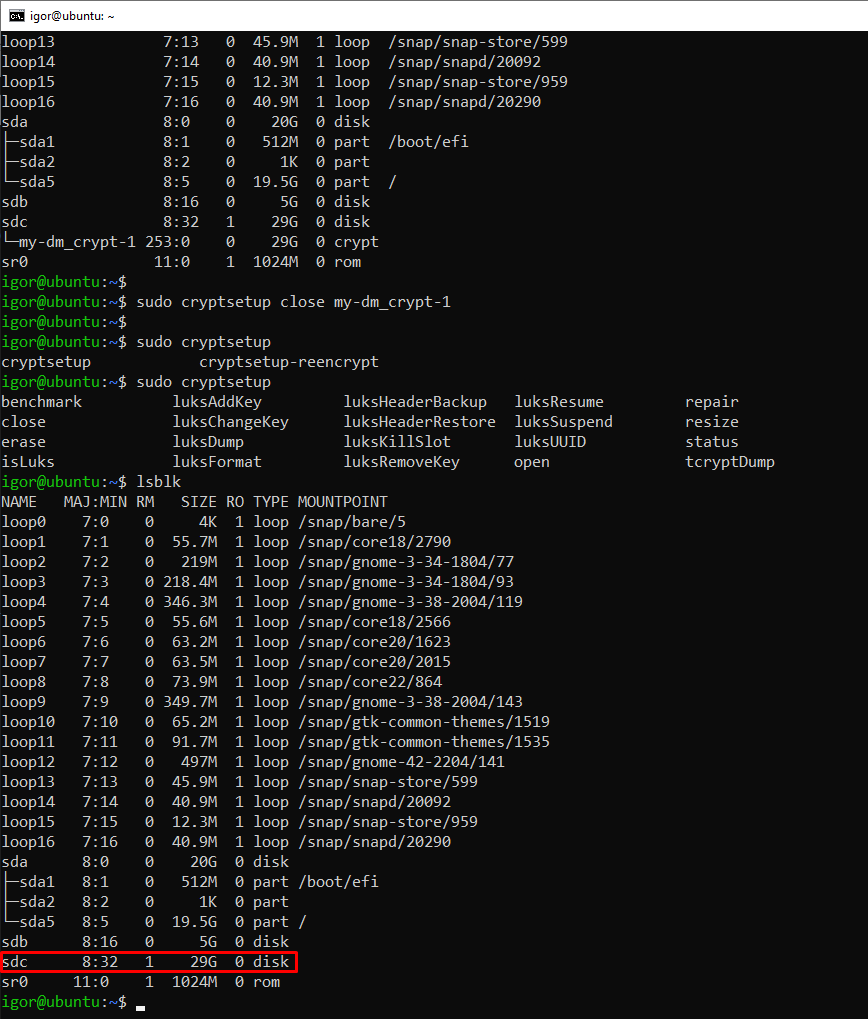 igor@ubuntu: ~
loop13            7:13   0  45.9M  1 loop  /snap/snap-store/599
loop14            7:14   0  40.9M  1 loop  /snap/snapd/20092
loop15            7:15   0  12.3M  1 loop  /snap/snap-store/959
loop16            7:16   0  40.9M  1 loop  /snap/snapd/20290
sda               8:0    0    20G  0 disk
├─sda1            8:1    0   512M  0 part  /boot/efi
├─sda2            8:2    0     1K  0 part
└─sda5            8:5    0  19.5G  0 part  /
sdb               8:16   0     5G  0 disk
sdc               8:32   1    29G  0 disk
└─my-dm_crypt-1 253:0    0    29G  0 crypt
sr0              11:0    1  1024M  0 rom
igor@ubuntu:~$
igor@ubuntu:~$ sudo cryptsetup close my-dm_crypt-1
igor@ubuntu:~$
igor@ubuntu:~$ sudo cryptsetup
cryptsetup            cryptsetup-reencrypt
igor@ubuntu:~$ sudo cryptsetup
benchmark          luksAddKey         luksHeaderBackup   luksResume         repair
close              luksChangeKey      luksHeaderRestore  luksSuspend        resize
erase              luksDump           luksKillSlot       luksUUID           status
isLuks             luksFormat         luksRemoveKey      open               tcryptDump
igor@ubuntu:~$ lsblk
NAME   MAJ:MIN RM   SIZE RO TYPE MOUNTPOINT
loop0    7:0    0     4K  1 loop /snap/bare/5
loop1    7:1    0  55.7M  1 loop /snap/core18/2790
loop2    7:2    0   219M  1 loop /snap/gnome-3-34-1804/77
loop3    7:3    0 218.4M  1 loop /snap/gnome-3-34-1804/93
loop4    7:4    0 346.3M  1 loop /snap/gnome-3-38-2004/119
loop5    7:5    0  55.6M  1 loop /snap/core18/2566
loop6    7:6    0  63.2M  1 loop /snap/core20/1623
loop7    7:7    0  63.5M  1 loop /snap/core20/2015
loop8    7:8    0  73.9M  1 loop /snap/core22/864
loop9    7:9    0 349.7M  1 loop /snap/gnome-3-38-2004/143
loop10   7:10   0  65.2M  1 loop /snap/gtk-common-themes/1519
loop11   7:11   0  91.7M  1 loop /snap/gtk-common-themes/1535
loop12   7:12   0   497M  1 loop /snap/gnome-42-2204/141
loop13   7:13   0  45.9M  1 loop /snap/snap-store/599
loop14   7:14   0  40.9M  1 loop /snap/snapd/20092
loop15   7:15   0  12.3M  1 loop /snap/snap-store/959
loop16   7:16   0  40.9M  1 loop /snap/snapd/20290
sda      8:0    0    20G  0 disk
├─sda1   8:1    0   512M  0 part /boot/efi
├─sda2   8:2    0     1K  0 part
└─sda5   8:5    0  19.5G  0 part /
sdb      8:16   0     5G  0 disk
sdc      8:32   1    29G  0 disk
sr0     11:0    1  1024M  0 rom
igor@ubuntu:~$